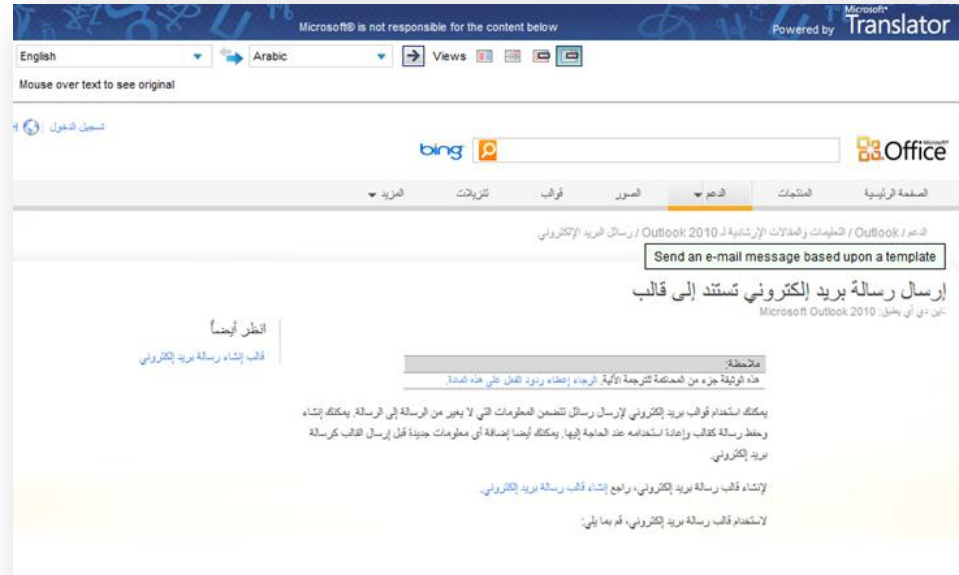 Microsoft® is not responsible for the content below
Powered by Microsoft® Translator
English Arabic Views
Mouse over text to see original
تسجيل الدخول
bing
Microsoft® Office
الصفحة الرئيسية المنتجات الدعم الصور قوالب تنزيلات المزيد
الدعم / Outlook / التعليمات والمقالات الإرشادية لـ Outlook 2010 / رسائل البريد الإلكتروني
Send an e-mail message based upon a template
إرسال رسالة بريد إلكتروني تستند إلى قالب
Microsoft Outlook 2010 :يطبق
انظر أيضاً
قالب إنشاء رسالة بريد إلكتروني
ملاحظة:
هذه الوثيقة جزء من المحاكمة للترجمة الآلية. الرجاء إعطاء ردود الفعل على هذه المادة.
يمكنك استخدام قوالب بريد إلكتروني لإرسال رسائل تتضمن المعلومات التي لا يغير من الرسالة إلى الرسالة. يمكنك إنشاء
وحفظ رسالة كقالب وإعادة استخدامه عند الحاجة إليها. يمكنك أيضا إضافة أي معلومات جديدة قبل إرسال القالب كرسالة
بريد إلكتروني.
لإنشاء قالب رسالة بريد إلكتروني، راجع إنشاء قالب رسالة بريد إلكتروني.
لاستخدام قالب رسالة بريد إلكتروني، قم بما يلي: